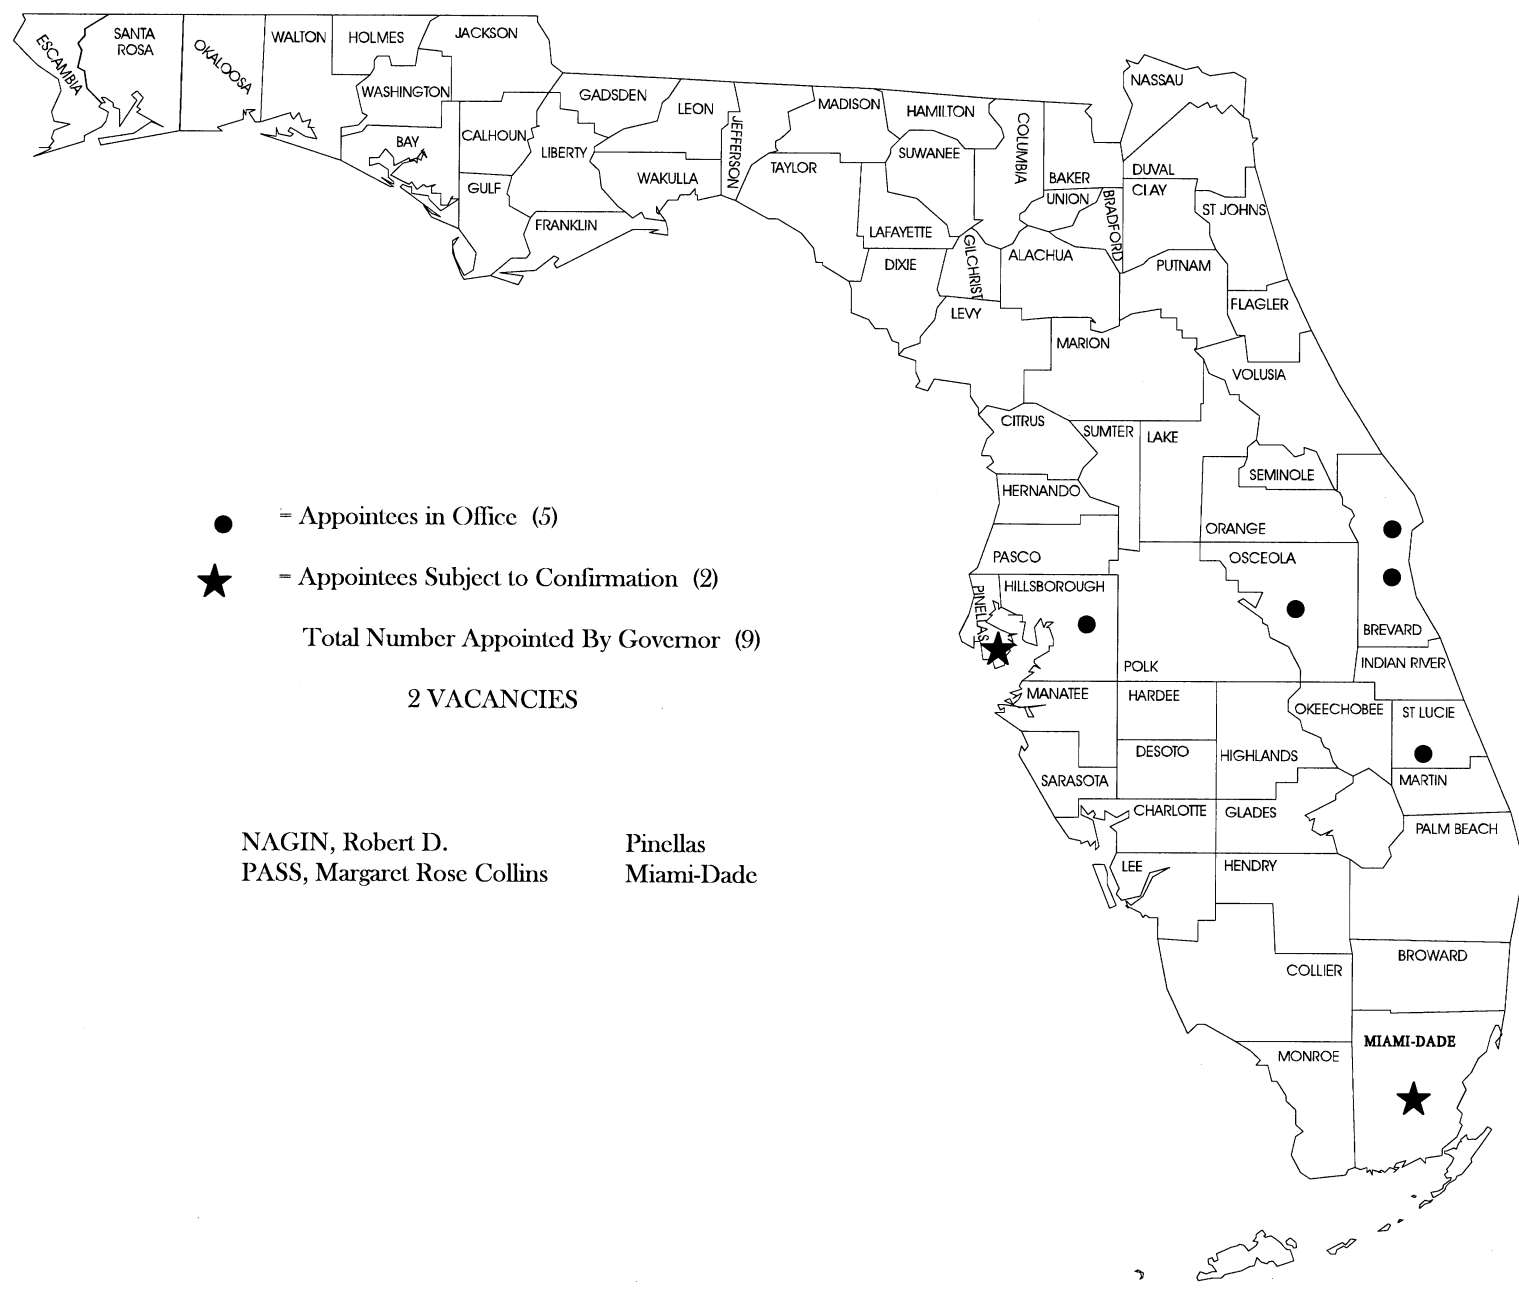 ESCAMBIA
SANTA
ROSA
OKALOOSA
WALTON
HOLMES
JACKSON
WASHINGTON
BAY
CALHOUN
GULF
GADSDEN
LIBERTY
FRANKLIN
LEON
WAKULLA
JEFFERSON
MADISON
TAYLOR
HAMILTON
SUWANEE
LAFAYETTE
DIXIE
COLUMBIA
GILCHRIST
NASSAU
BAKER
DUVAL
UNION
BRADFORD
CLAY
ST JOHNS
ALACHUA
PUTNAM
LEVY
FLAGLER
MARION
VOLUSIA
CITRUS
SUMTER
LAKE
SEMINOLE
HERNANDO
ORANGE
PASCO
OSCEOLA
HILLSBOROUGH
PINELLAS
BREVARD
POLK
INDIAN RIVER
MANATEE
HARDEE
OKEECHOBEE
ST LUCIE
DESOTO
HIGHLANDS
SARASOTA
MARTIN
CHARLOTTE
GLADES
PALM BEACH
LEE
HENDRY
BROWARD
COLLIER
MIAMI-DADE
MONROE
= Appointees in Office (5)
= Appointees Subject to Confirmation (2)
Total Number Appointed By Governor (9)
2 VACANCIES
NAGIN, Robert D. Pinellas
PASS, Margaret Rose Collins Miami-Dade